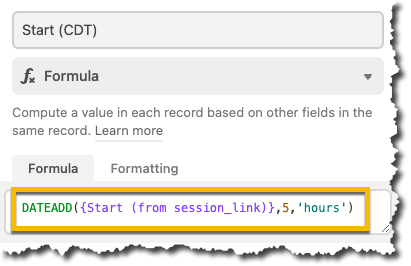 Start (CDT)
fx Formula
Compute a value in each record based on other fields in the
same record. Learn more
Formula Formatting
DATEADD({Start (from session_link)},5,'hours')